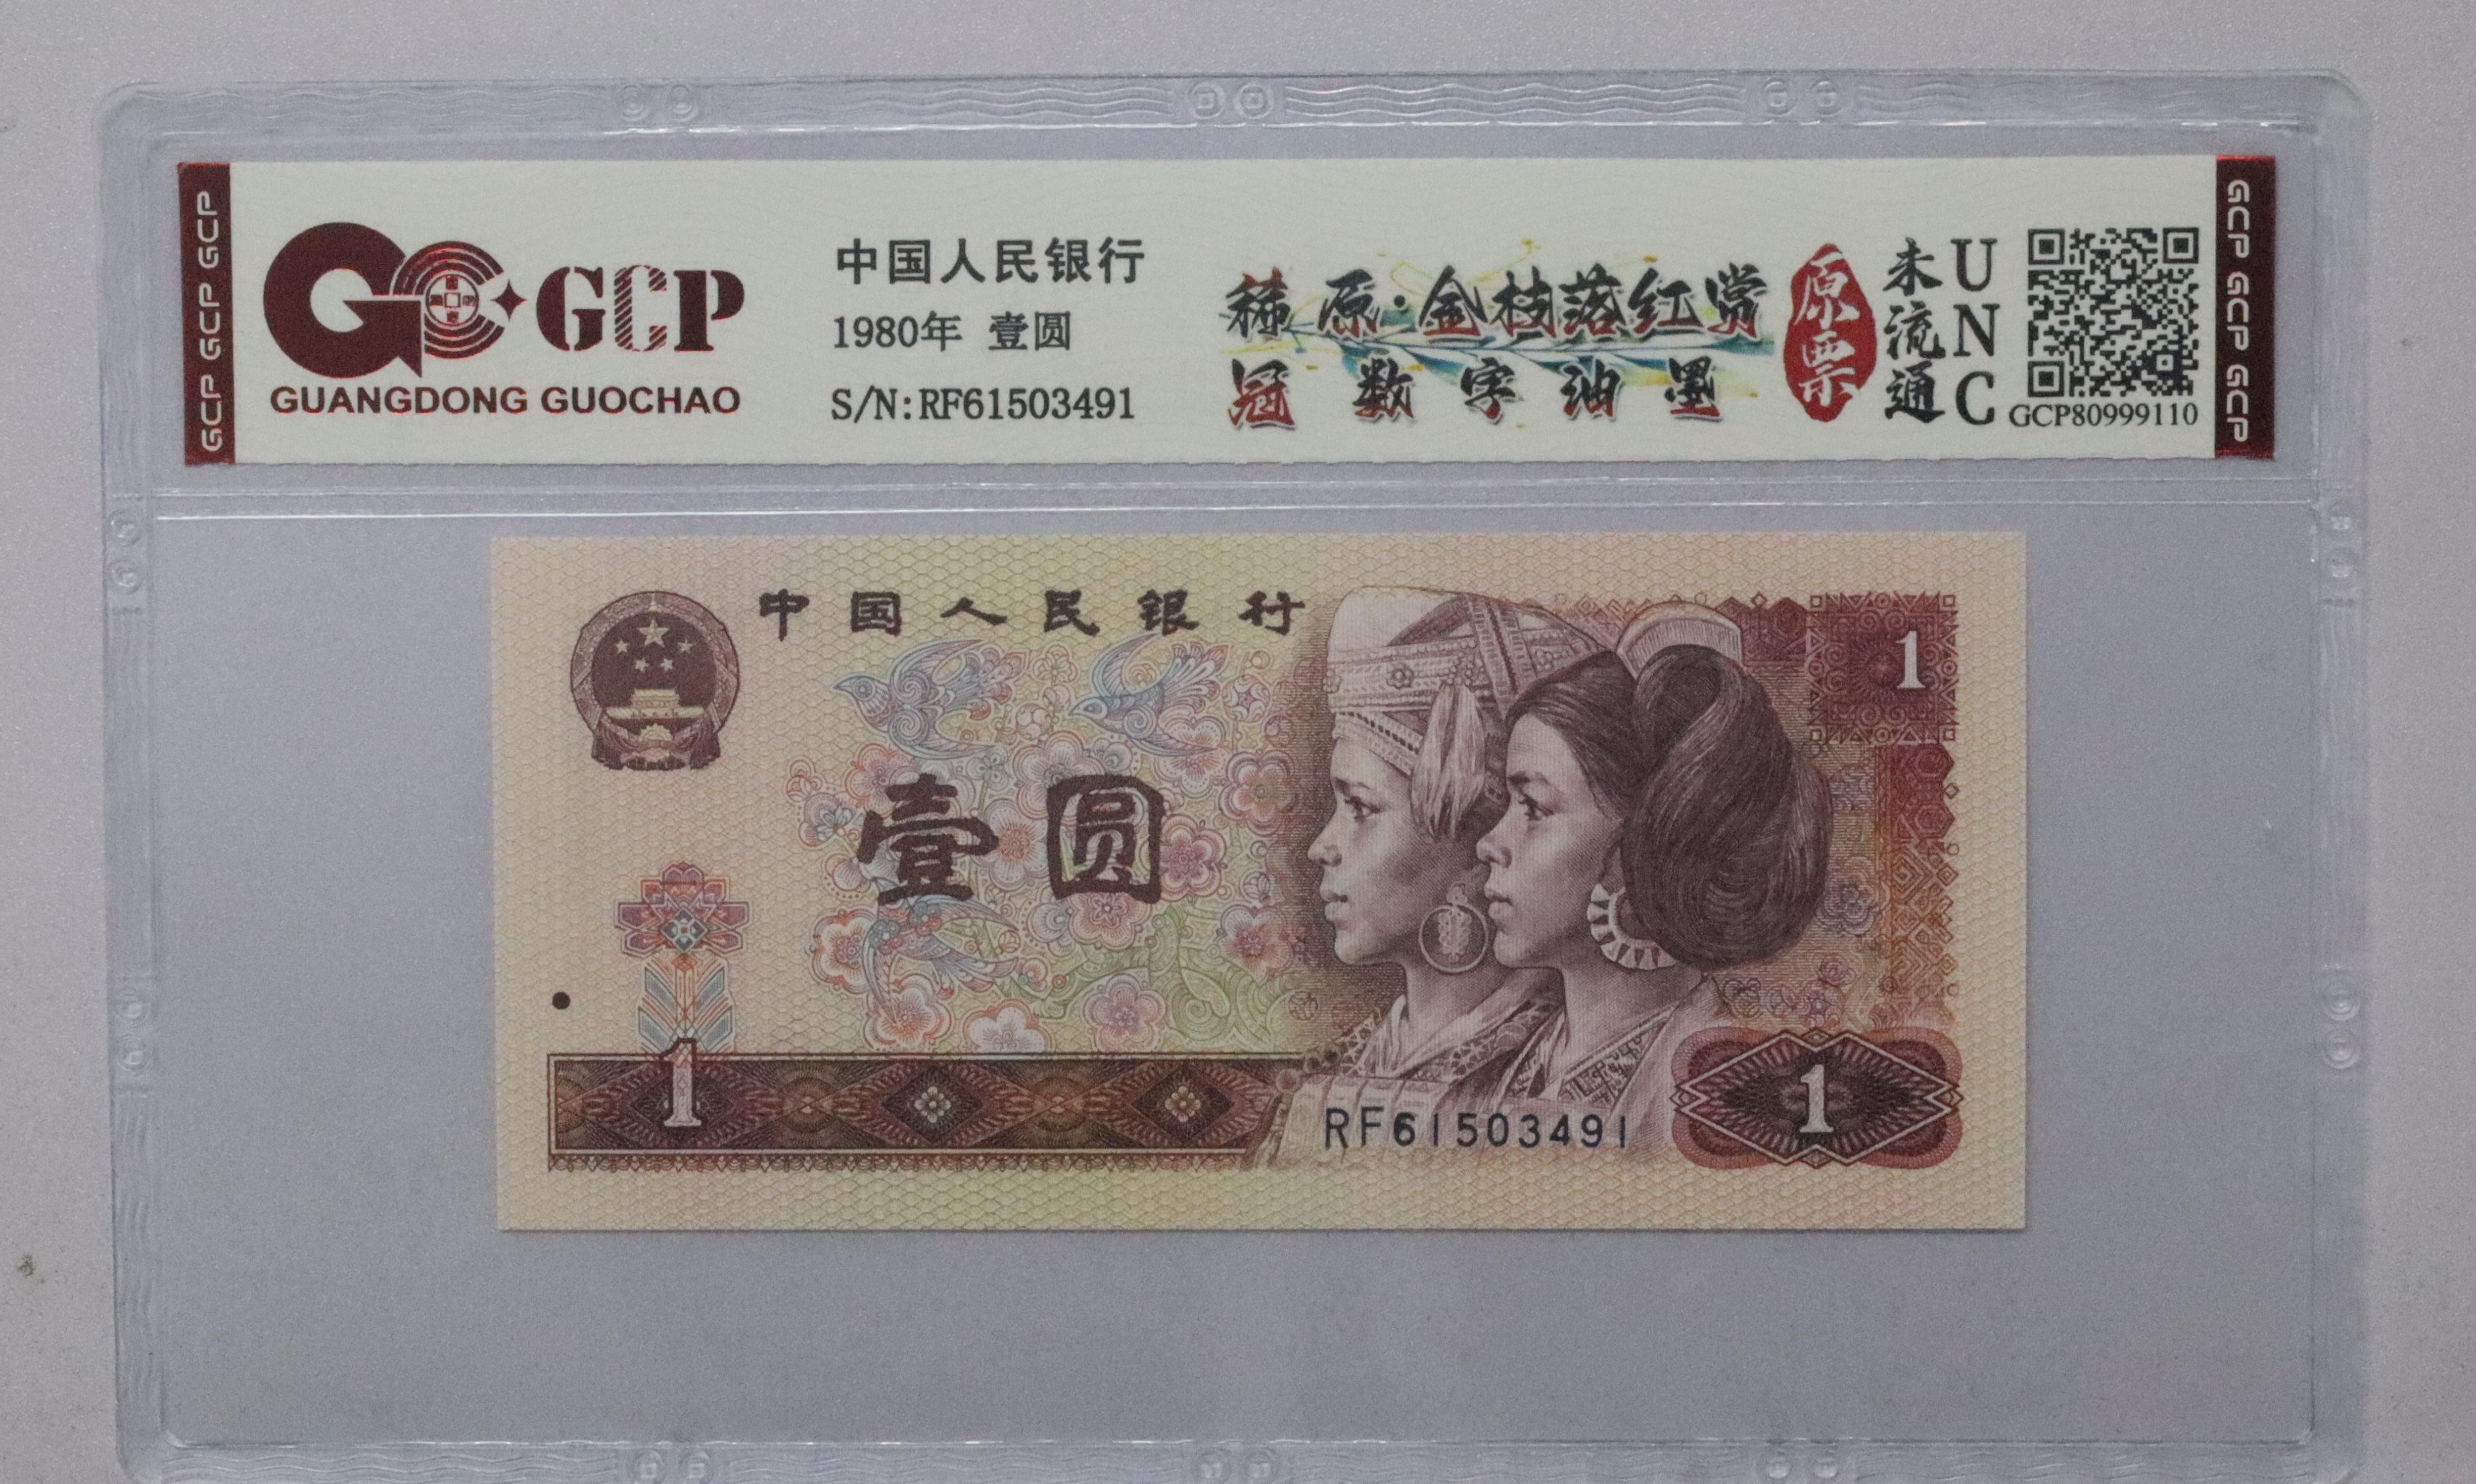 GCP GCP GCP
GCP
GUANGDONG GUOCHAO
中国人民银行
1980年 壹圆
S/N:RF61503491
稀原·金枝落红赏
冠数字油墨
原票
未流通
UNC
GCP80999110
GCP GCP GCP
中国人民银行
1
壹圆
1
RF61503491
1